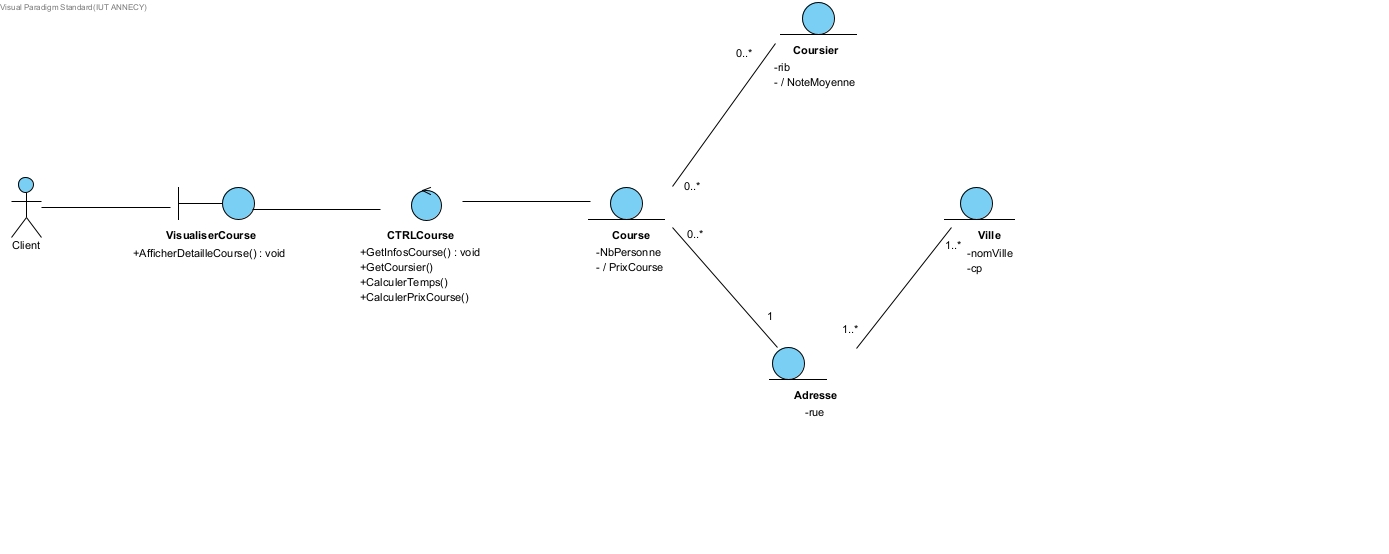 Visual Paradigm Standard(IUT ANNECY)
Coursier
-rib
- / NoteMoyenne
0..*
0..*
Client
VisualiserCourse
+AfficherDetailleCourse() : void
CTRLCourse
+GetInfosCourse() : void
+GetCoursier()
+CalculerTemps()
+CalculerPrixCourse()
Course
-NbPersonne
- / PrixCourse
0..*
1
Ville
-nomVille
-cp
1..*
1..*
Adresse
-rue